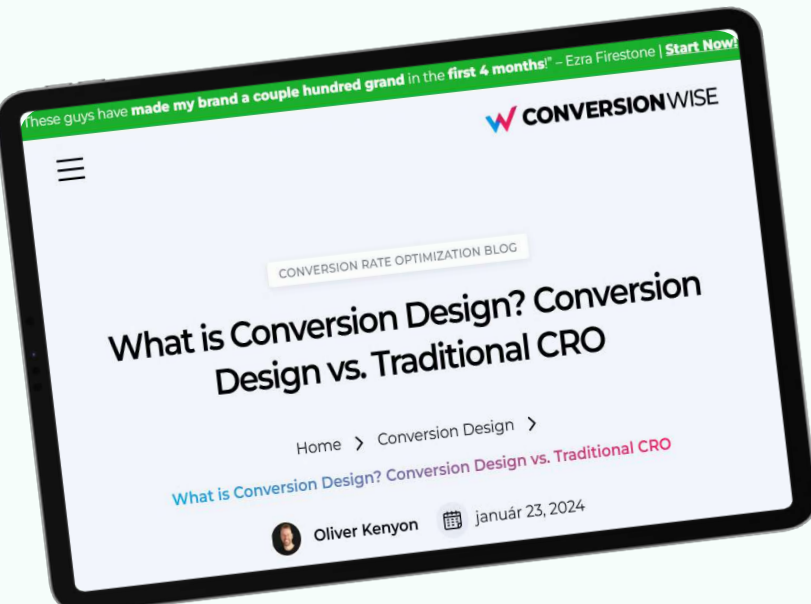 These guys have made my brand a couple hundred grand in the first 4 months!" – Ezra Firestone | Start Now!
CONVERSIONWISE
CONVERSION RATE OPTIMIZATION BLOG
What is Conversion Design? Conversion
Design vs. Traditional CRO
Home > Conversion Design >
What is Conversion Design? Conversion Design vs. Traditional CRO
Oliver Kenyon január 23, 2024